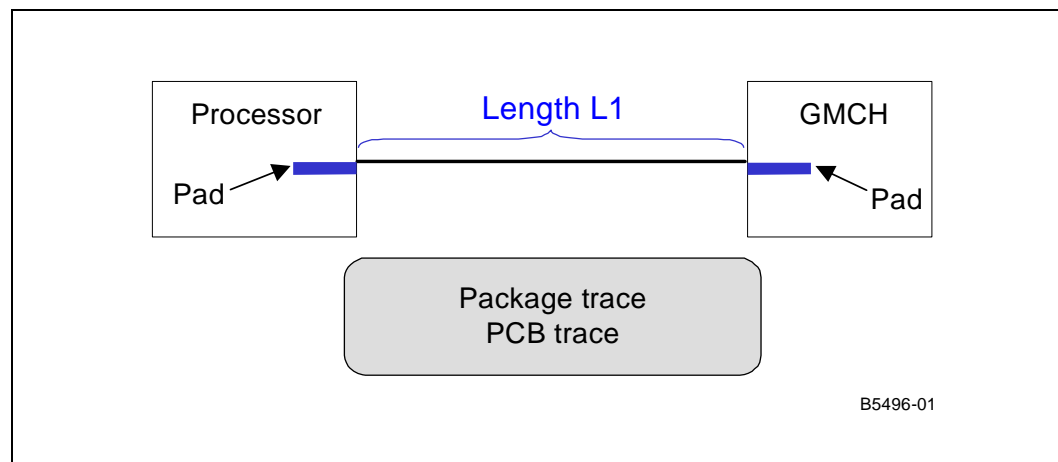 Processor
Length L1
GMCH
Pad
Pad
Package trace
PCB trace
B5496-01